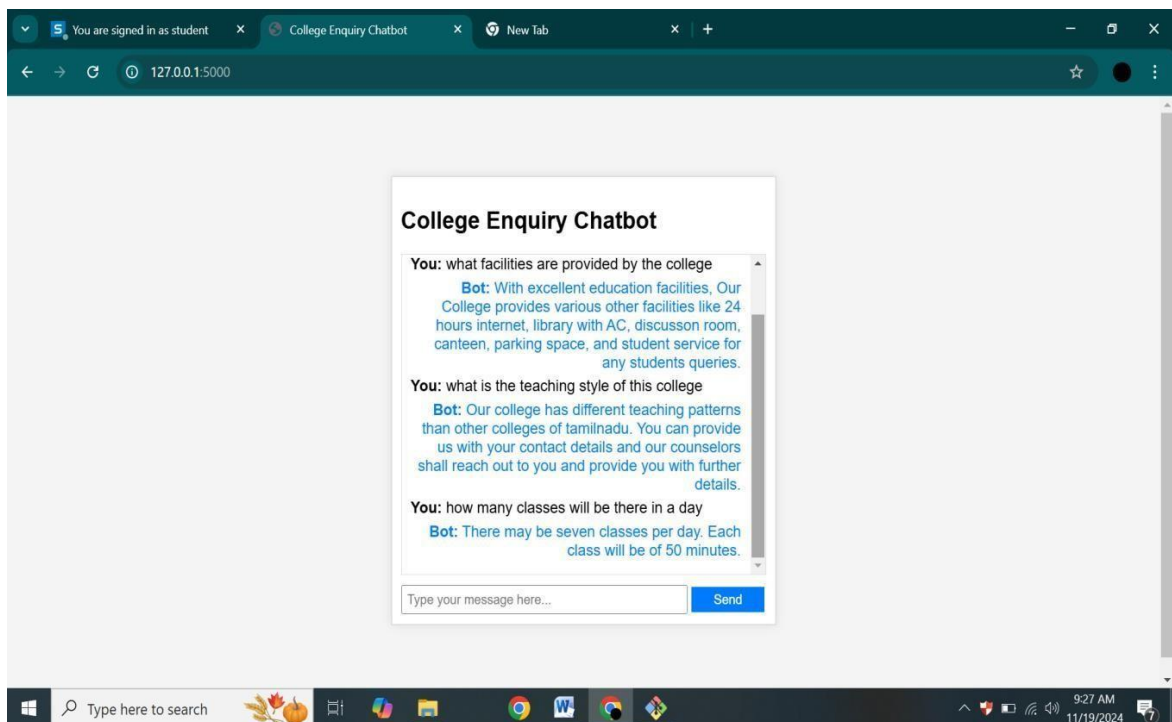 You are signed in as student
College Enquiry Chatbot
New Tab
127.0.0.1:5000
College Enquiry Chatbot
You: what facilities are provided by the college
Bot: With excellent education facilities, Our
College provides various other facilities like 24
hours internet, library with AC, discusson room,
canteen, parking space, and student service for
any students queries.
You: what is the teaching style of this college
Bot: Our college has different teaching patterns
than other colleges of tamilnadu. You can provide
us with your contact details and our counselors
shall reach out to you and provide you with further
details.
You: how many classes will be there in a day
Bot: There may be seven classes per day. Each
class will be of 50 minutes.
Type your message here...
Send
Type here to search
9:27 AM
11/19/2024
7